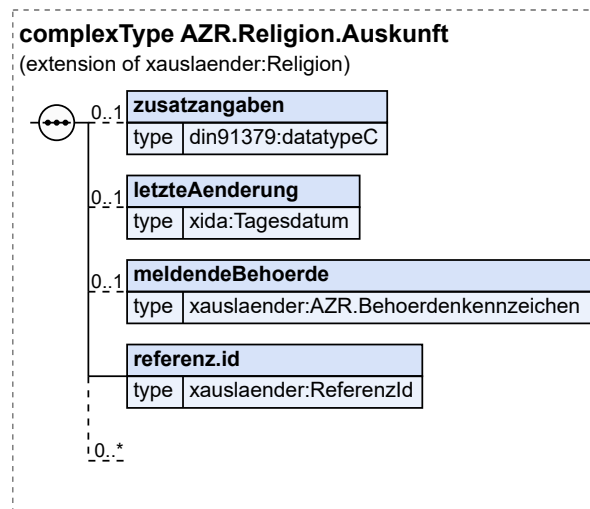 complexType AZR.Religion.Auskunft
(extension of xauslaender:Religion)
0..1 zusatzangaben
type din91379:datatypeC
0..1 letzteAenderung
type xida:Tagesdatum
0..1 meldendeBehoerde
type xauslaender:AZR.Behoerdenkennzeichen
referenz.id
type xauslaender:ReferenzId
0..*